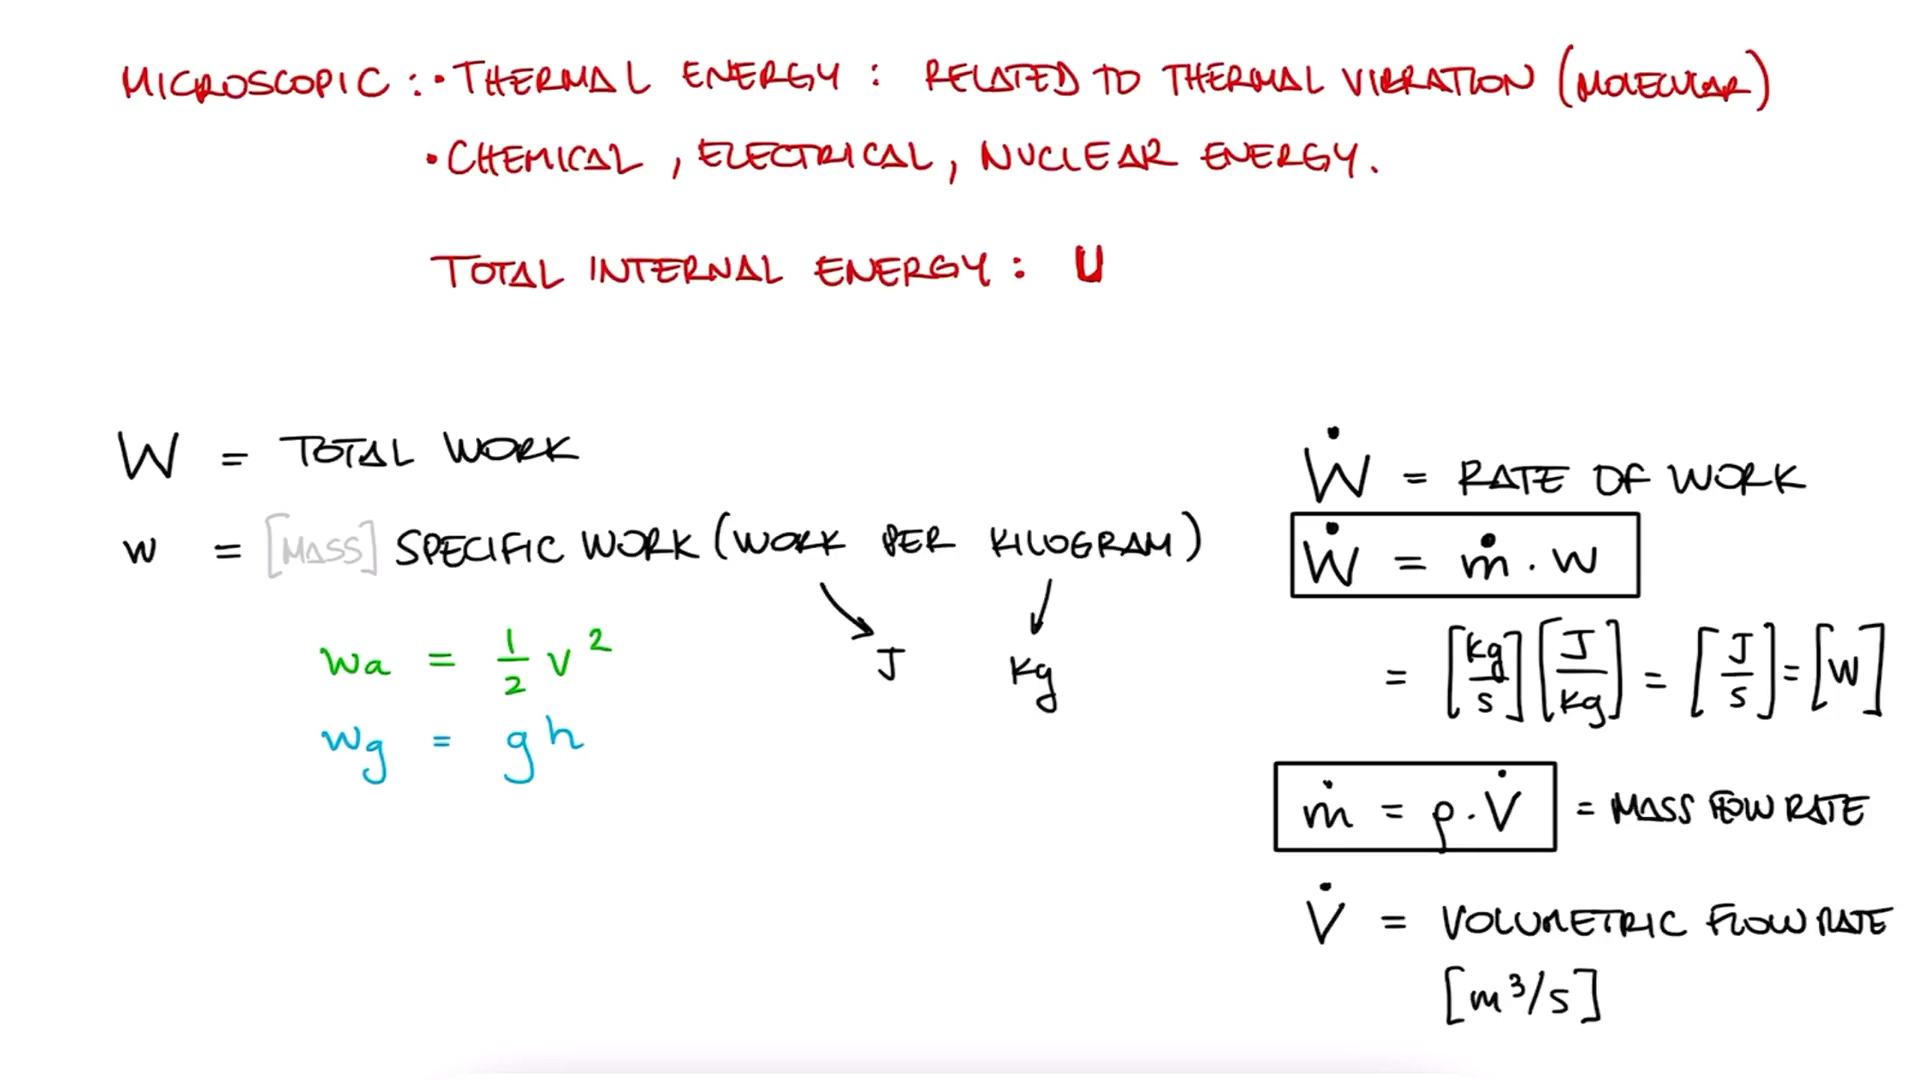 MICROSCOPIC : • THERMAL ENERGY : RELATED TO THERMAL VIBRATION (MOLECULAR)
• CHEMICAL , ELECTRICAL , NUCLEAR ENERGY .
TOTAL INTERNAL ENERGY : U
W = TOTAL WORK
w = [MASS] SPECIFIC WORK (WORK PER KILOGRAM)
J kg
wa = 1/2 v²
wg = gh
Ẇ = RATE OF WORK
Ẇ = ṁ · w
= [kg/s] [J/kg] = [J/s] = [W]
ṁ = ρ · V̇ = MASS FLOW RATE
V̇ = VOLUMETRIC FLOW RATE
[m³/s]